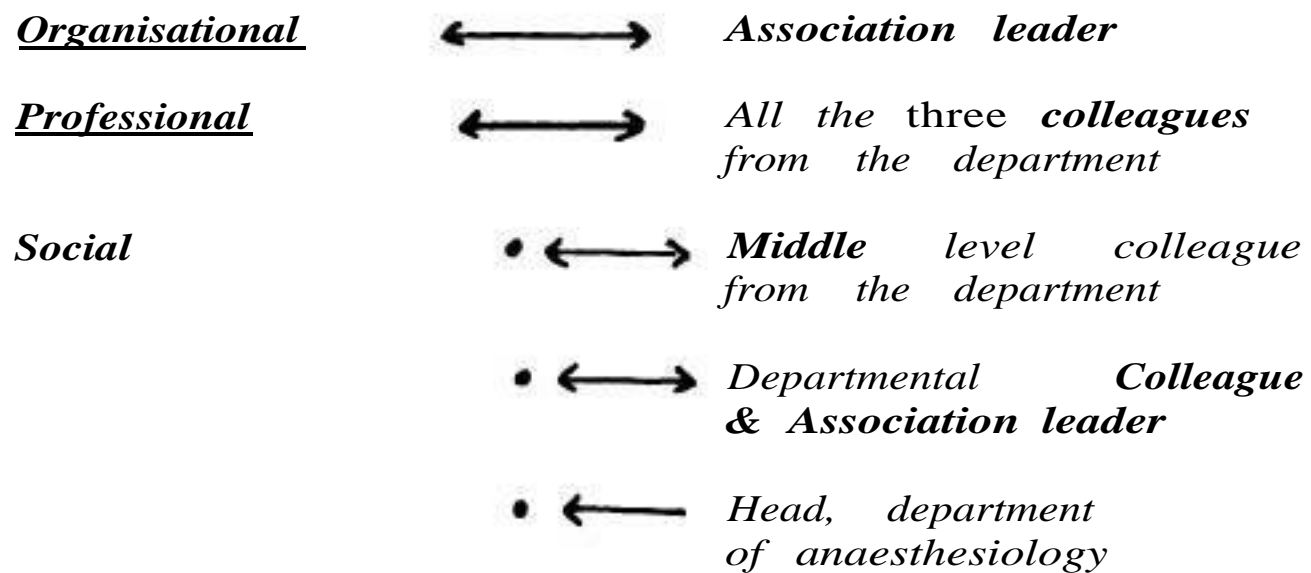 Organisational Association leader
Professional All the three colleagues
from the department
Social Middle level colleague
from the department
Departmental Colleague
& Association leader
Head, department
of anaesthesiology